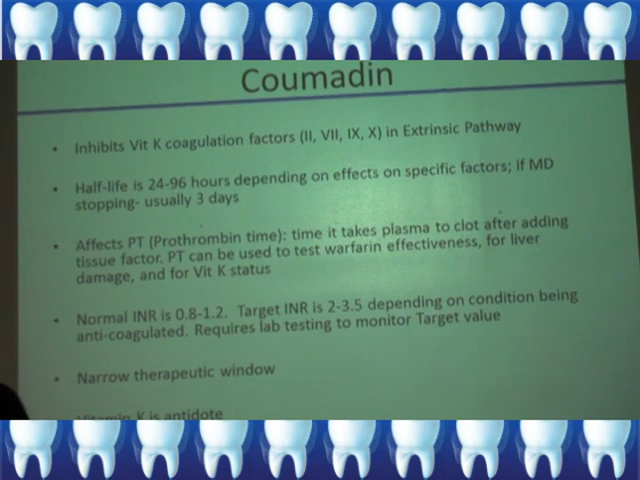 Coumadin
• Inhibits Vit K coagulation factors (II, VII, IX, X) in Extrinsic Pathway
• Half-life is 24-96 hours depending on effects on specific factors; if MD
stopping- usually 3 days
• Affects PT (Prothrombin time): time it takes plasma to clot after adding
tissue factor. PT can be used to test warfarin effectiveness, for liver
damage, and for Vit K status
• Normal INR is 0.8-1.2. Target INR is 2-3.5 depending on condition being
anti-coagulated. Requires lab testing to monitor Target value
• Narrow therapeutic window
Vitamin K is antidote